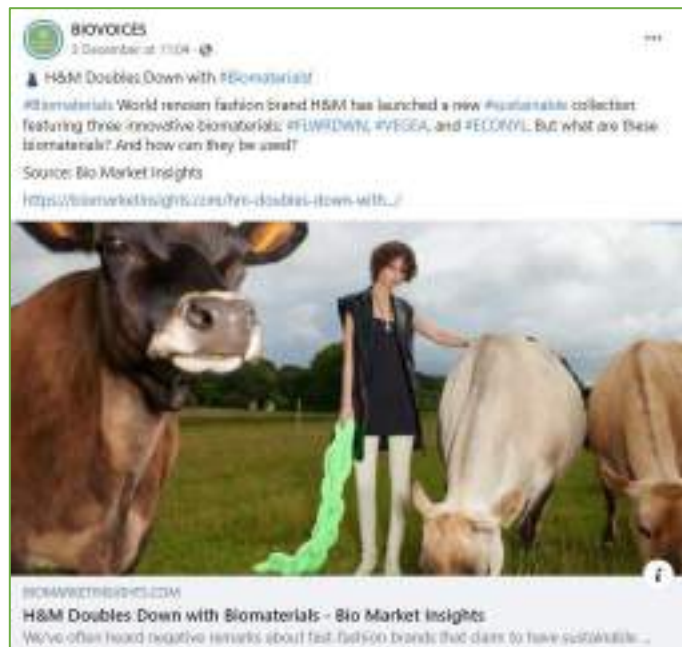 BIOVOICES
3 December at 11:04 ·
H&M Doubles Down with #Biomaterials!
#Biomaterials World renown fashion brand H&M has launched a new #sustainable collection
featuring three innovative biomaterials: #FLWRDWN, #VEGEA, and #ECONYL. But what are these
biomaterials? And how can they be used?
Source: Bio Market Insights
https://biomarketinsights.com/hm-doubles-down-with.../
BIOMARKETINSIGHTS.COM
H&M Doubles Down with Biomaterials - Bio Market Insights
We've often heard negative remarks about fast-fashion brands that claim to have sustainable ...